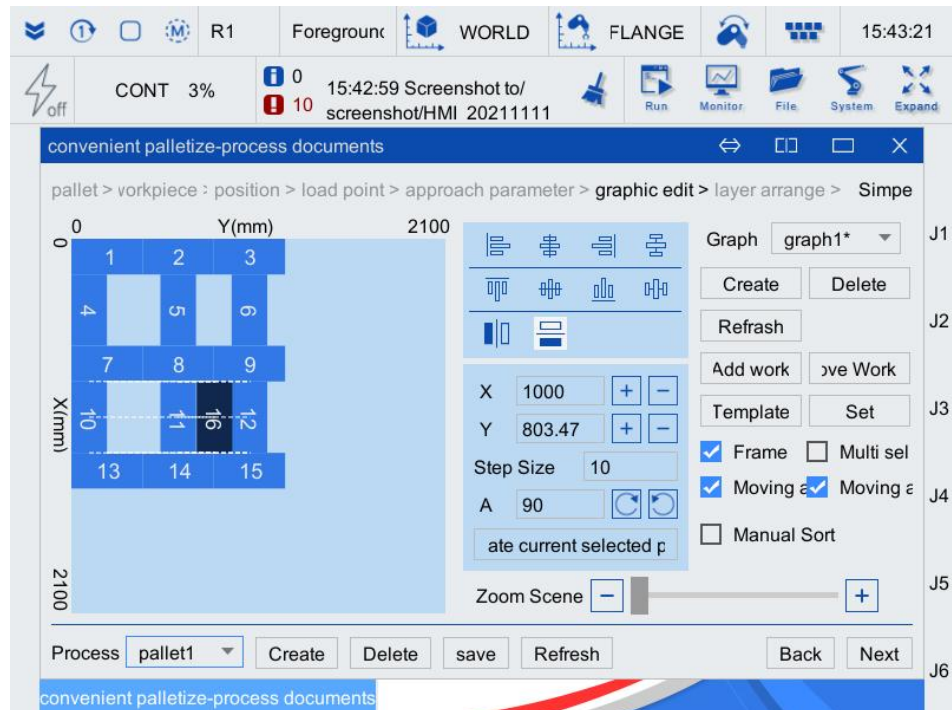 R1 Foregrounc WORLD FLANGE 15:43:21
off CONT 3% 0 10 15:42:59 Screenshot to/ Run Monitor File System Expand
screenshot/HMI 20211111
convenient palletize-process documents
pallet > vorkpiece : position > load point > approach parameter > graphic edit > layer arrange > Simpe
0 Y(mm) 2100
0
1 2 3
4 5 6
7 8 9
X(mm)
10 11 16 12
13 14 15
2100
X 1000 + −
Y 803.47 + −
Step Size 10
A 90
ate current selected p
Zoom Scene − +
Graph graph1*
Create Delete
Refrash
Add work ove Work
Template Set
Frame Multi sel
Moving a Moving a
Manual Sort
J1
J2
J3
J4
J5
J6
Process pallet1 Create Delete save Refresh Back Next
convenient palletize-process documents